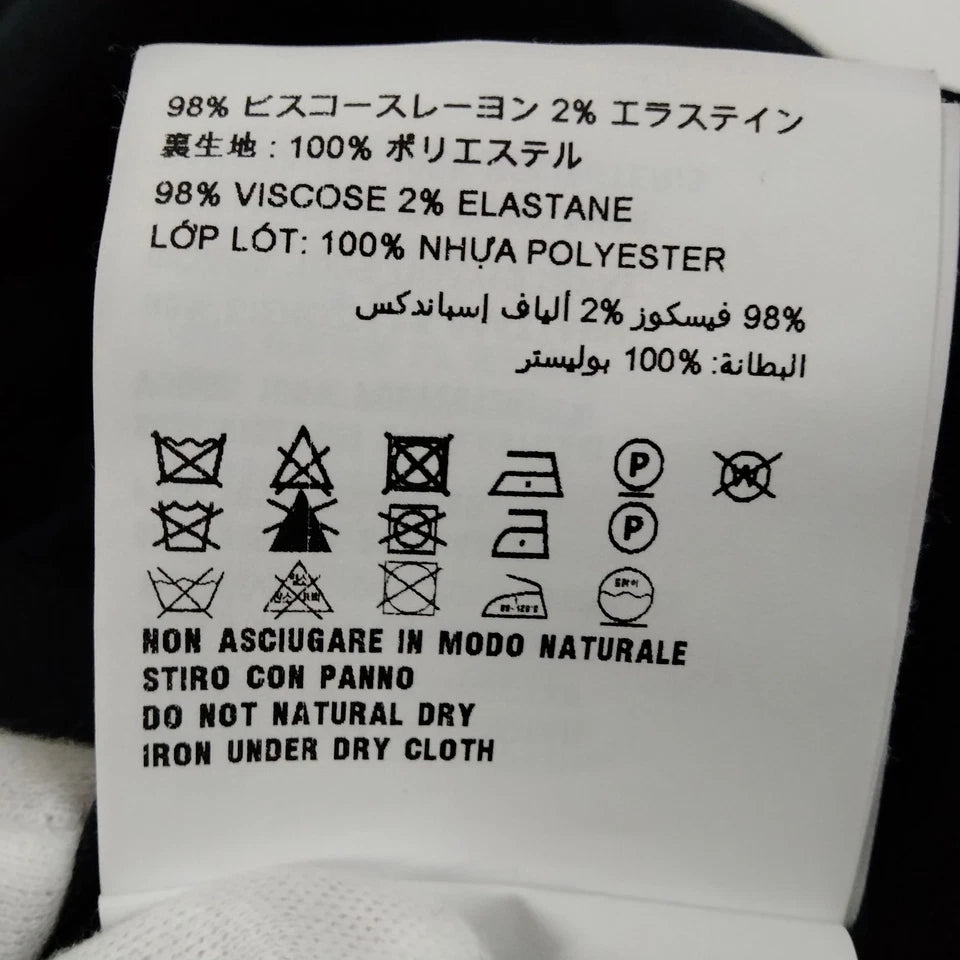 98% ビスコースレーヨン 2% エラステイン
裏生地 : 100% ポリエステル
98% VISCOSE 2% ELASTANE
LỚP LÓT: 100% NHỰA POLYESTER
98% فيسكوز 2% ألياف إسباندكس
البطانة: 100% بوليستر
P W
P
드라이
NON ASCIUGARE IN MODO NATURALE
STIRO CON PANNO
DO NOT NATURAL DRY
IRON UNDER DRY CLOTH